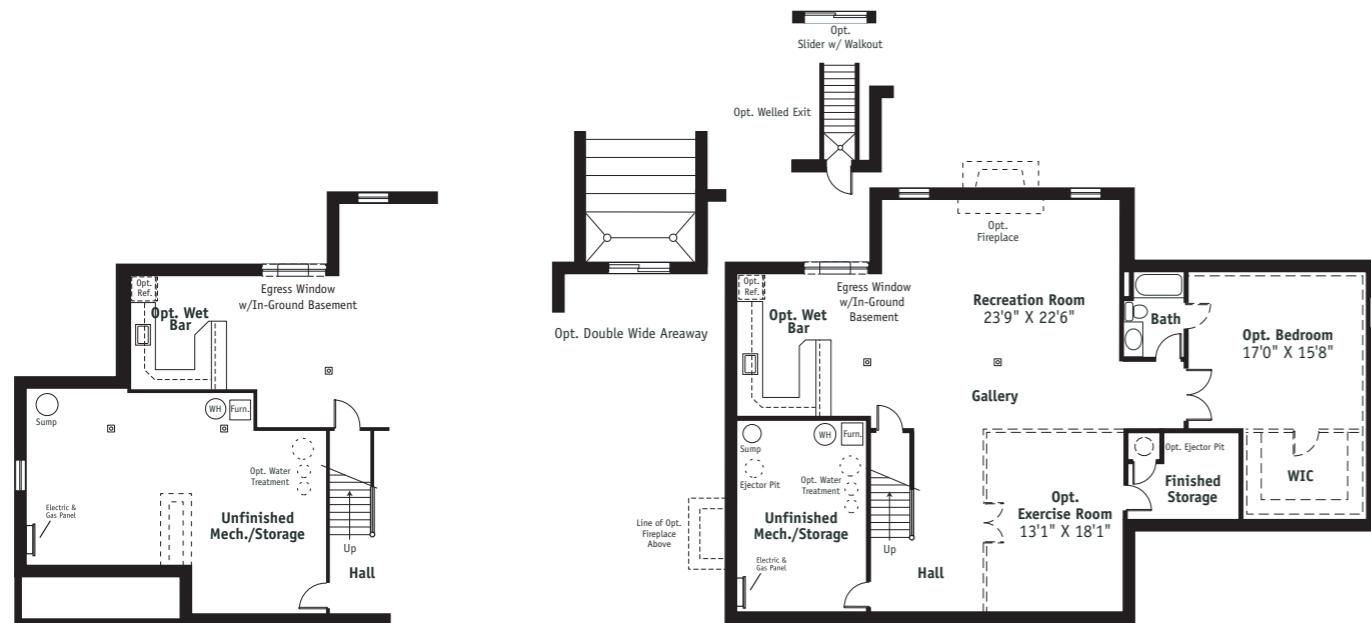 Opt.
Ref.
Opt. Wet
Bar
Egress Window
w/In-Ground
Basement
Sump
WH
Furn.
Opt. Water
Treatment
Electric &
Gas Panel
Unfinished
Mech./Storage
Up
Hall
Opt.
Slider w/ Walkout
Opt. Welled Exit
Opt. Double Wide Areaway
Opt.
Fireplace
Opt.
Ref.
Opt. Wet
Bar
Egress Window
w/In-Ground
Basement
Recreation Room
23'9" X 22'6"
Bath
Opt. Bedroom
17'0" X 15'8"
Gallery
Sump
WH
Furn.
Ejector Pit
Opt. Water
Treatment
Unfinished
Mech./Storage
Line of Opt.
Fireplace
Above
Electric &
Gas Panel
Up
Hall
Opt.
Exercise Room
13'1" X 18'1"
Opt. Ejector Pit
Finished
Storage
WIC